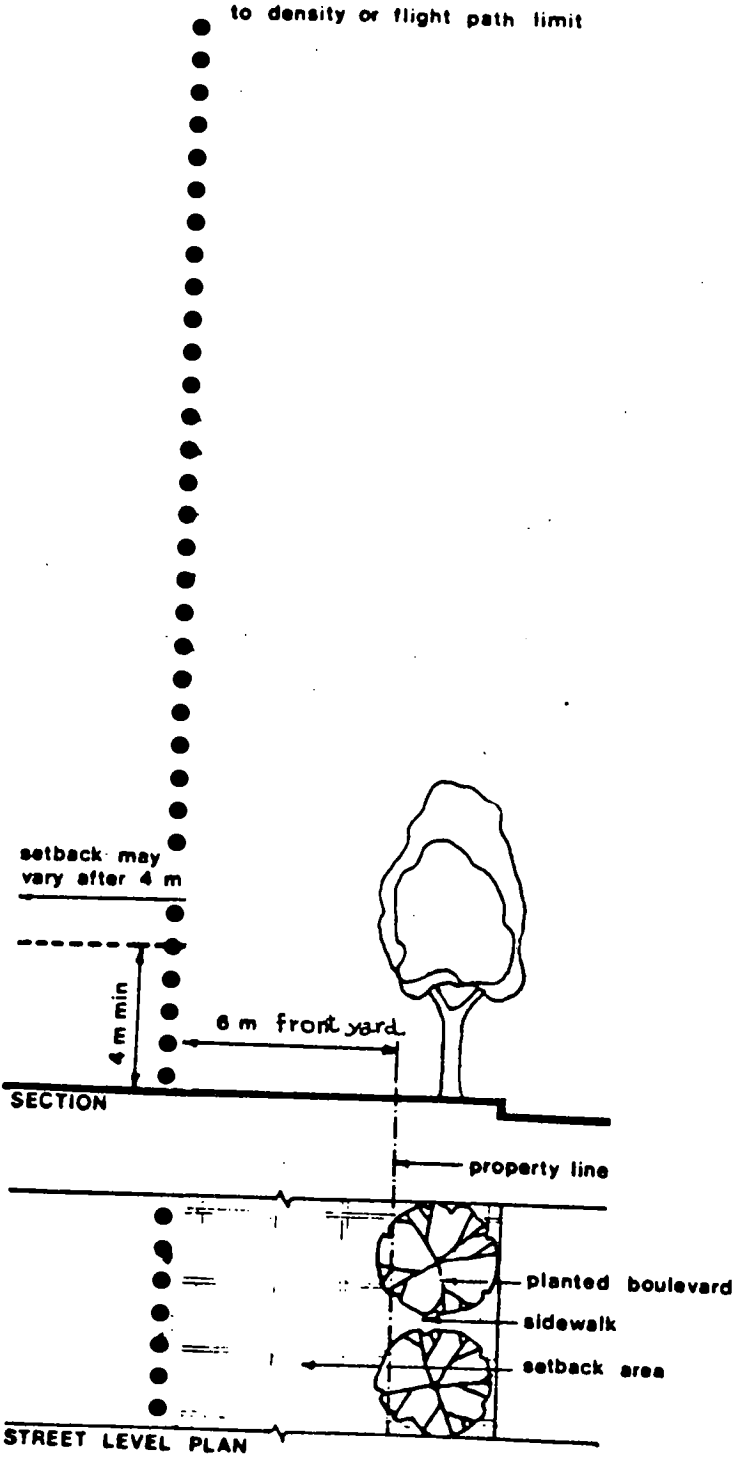 to density or flight path limit
setback may
vary after 4 m
4 m min
6 m front yard
SECTION
property line
planted boulevard
sidewalk
setback area
STREET LEVEL PLAN